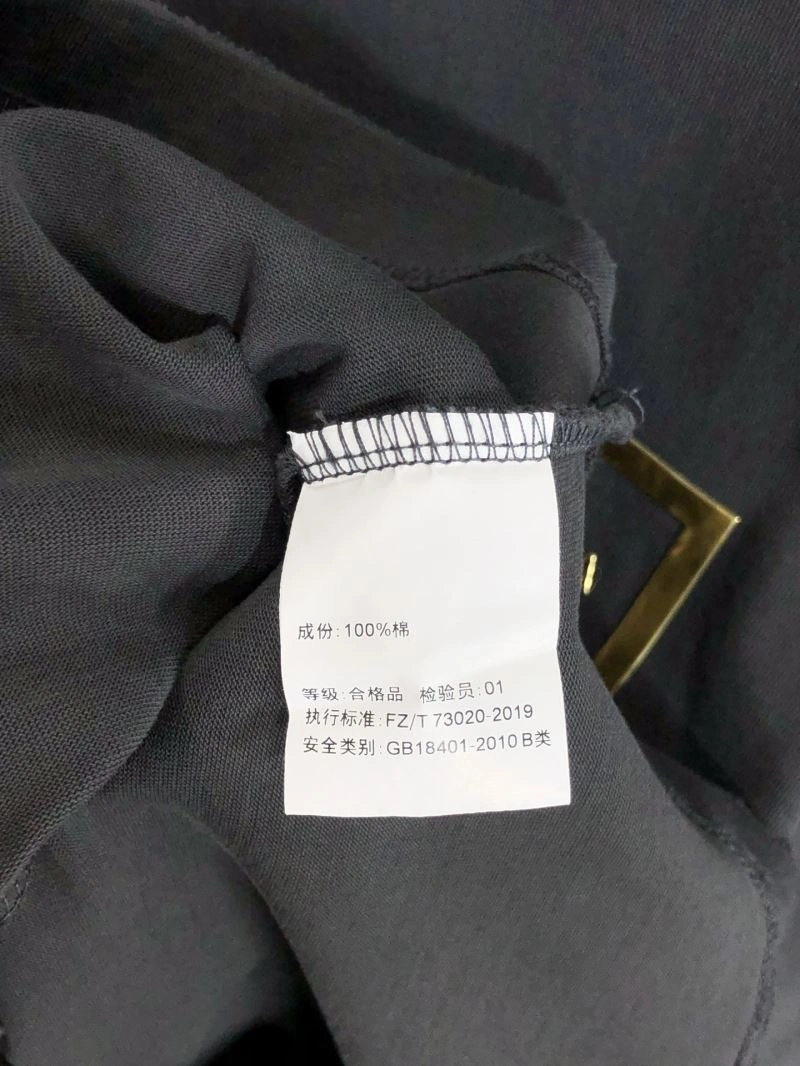 成份:100%棉
等级:合格品 检验员:01
执行标准:FZ/T 73020-2019
安全类别:GB18401-2010 B类